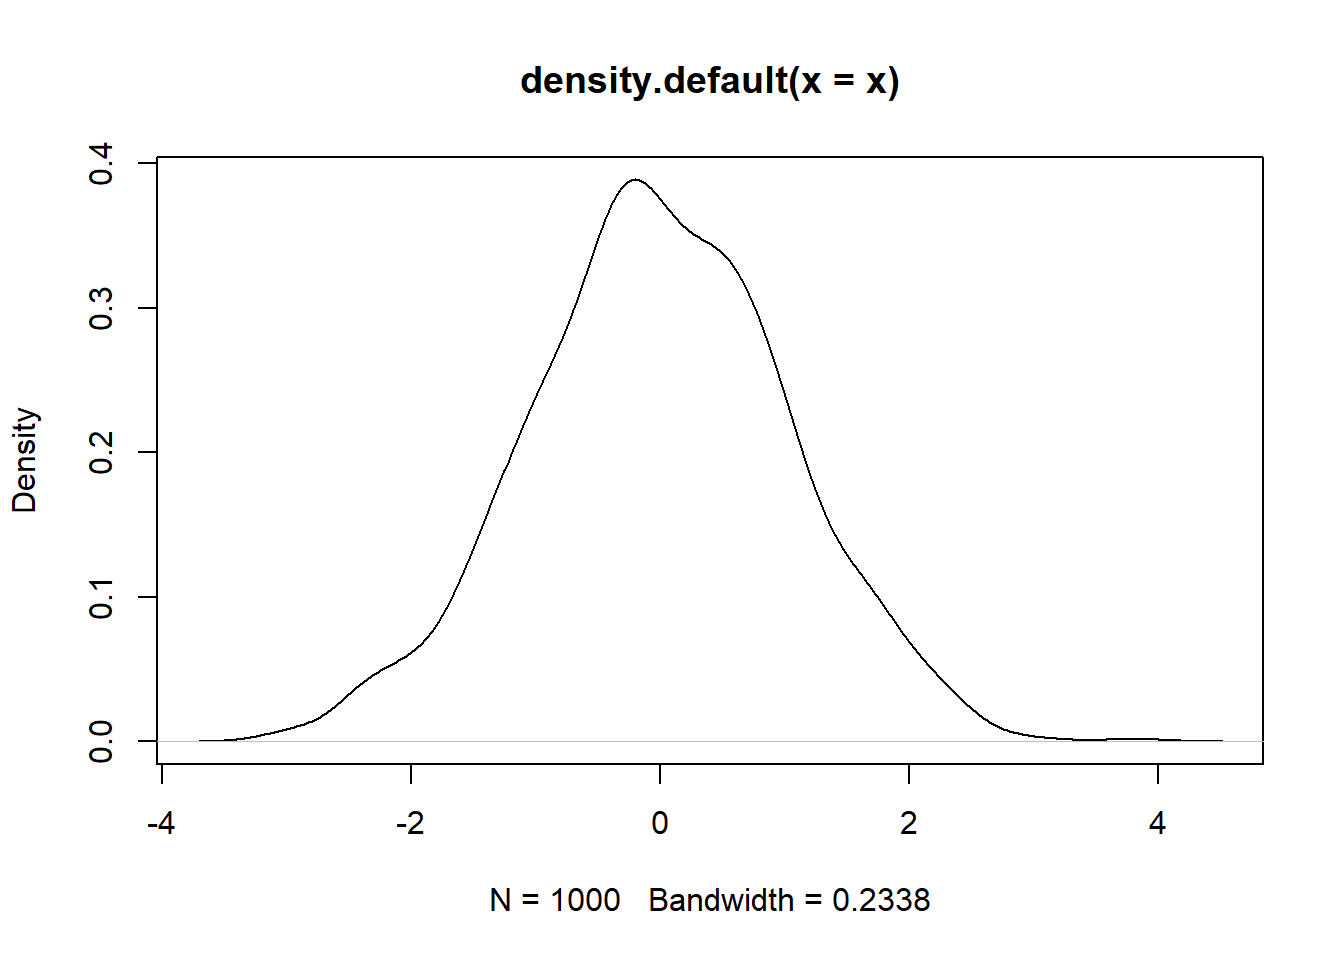 density.default(x = x)
0.4
0.3
0.2
0.1
0.0
Density
-4 -2 0 2 4
N = 1000   Bandwidth = 0.2338